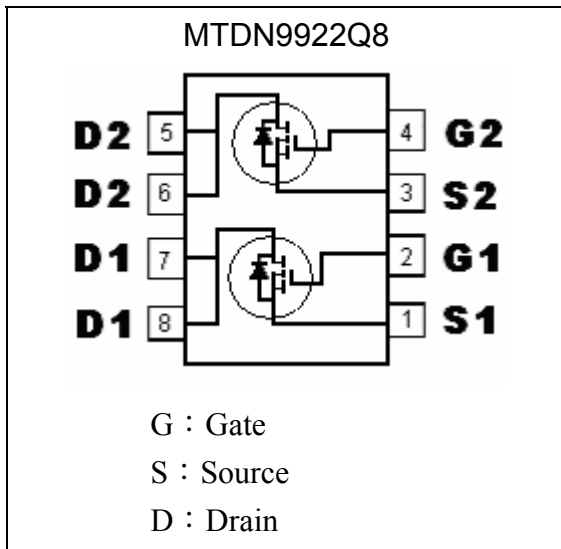 MTDN9922Q8
D2 5 4 G2
D2 6 3 S2
D1 7 2 G1
D1 8 1 S1
G：Gate
S：Source
D：Drain